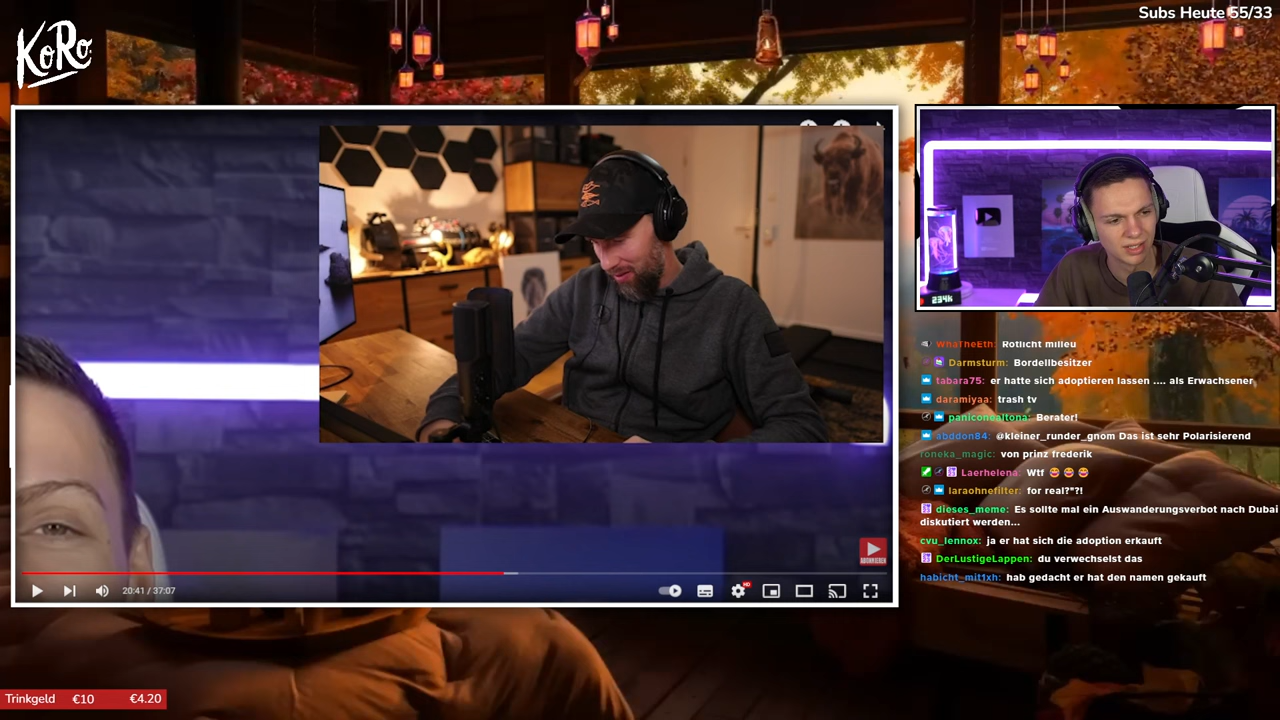 Subs Heute 55/33
KoRo
WhaTheEth: Rotlicht milieu
Darmsturm: Bordellbesitzer
tabara75: er hatte sich adoptieren lassen .... als Erwachsener
daramiyaa: trash tv
paniconealtona: Berater!
abddon84: @kleiner_runder_gnom Das ist sehr Polarisierend
roneka_magic: von prinz frederik
Laerhelena: Wtf
laraohnefilter: for real?*?!
dieses_meme: Es sollte mal ein Auswanderungsverbot nach Dubai
diskutiert werden...
cvu_lennox: ja er hat sich die adoption erkauft
DerLustigeLappen: du verwechselst das
habicht_mit1xh: hab gedacht er hat den namen gekauft
234k
ABONNIEREN
20:41 / 37:07
HD
Trinkgeld €10 €4.20